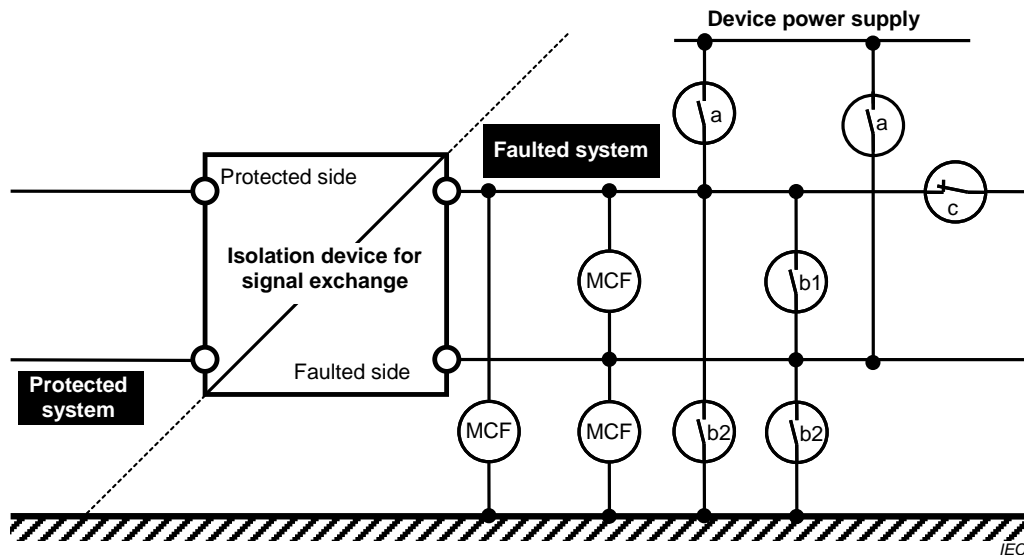 Device power supply
a
a
Faulted system
Protected side
c
Isolation device for
signal exchange
MCF
b1
Faulted side
Protected
system
MCF
MCF
b2
b2
IEC